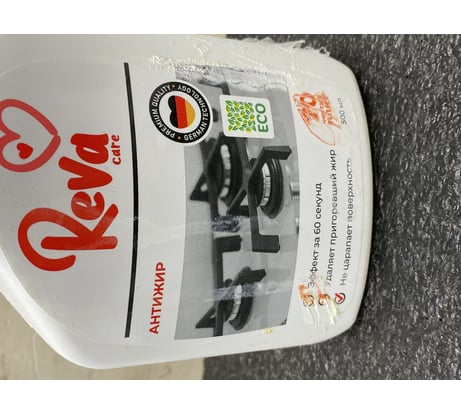 Reva
care
АНТИЖИР
PREMIUM QUALITY • GERMAN TECHNOLOGY •
ECO
500 мл
Эффект за 60 секунд
Удаляет пригоревший жир
Не царапает поверхность